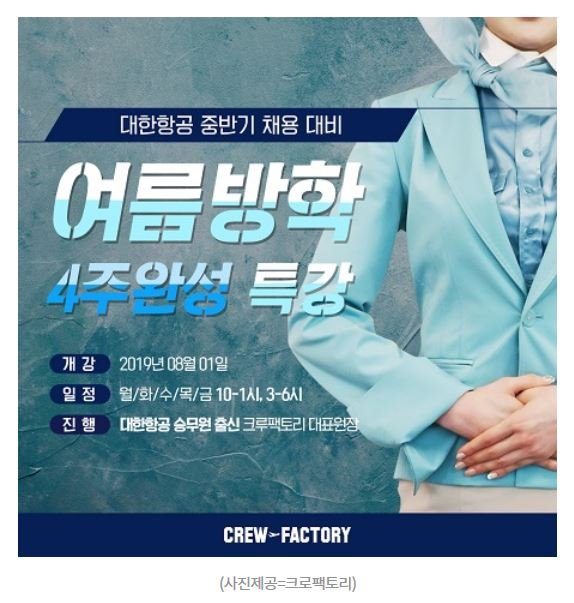 대한항공 중반기 채용 대비
여름방학
4주완성 특강
개강 2019년 08월 01일
일정 월/화/수/목/금 10-1시, 3-6시
진행 대한항공 승무원 출신 크루팩토리 대표원장
CREW FACTORY
(사진제공=크로팩토리)